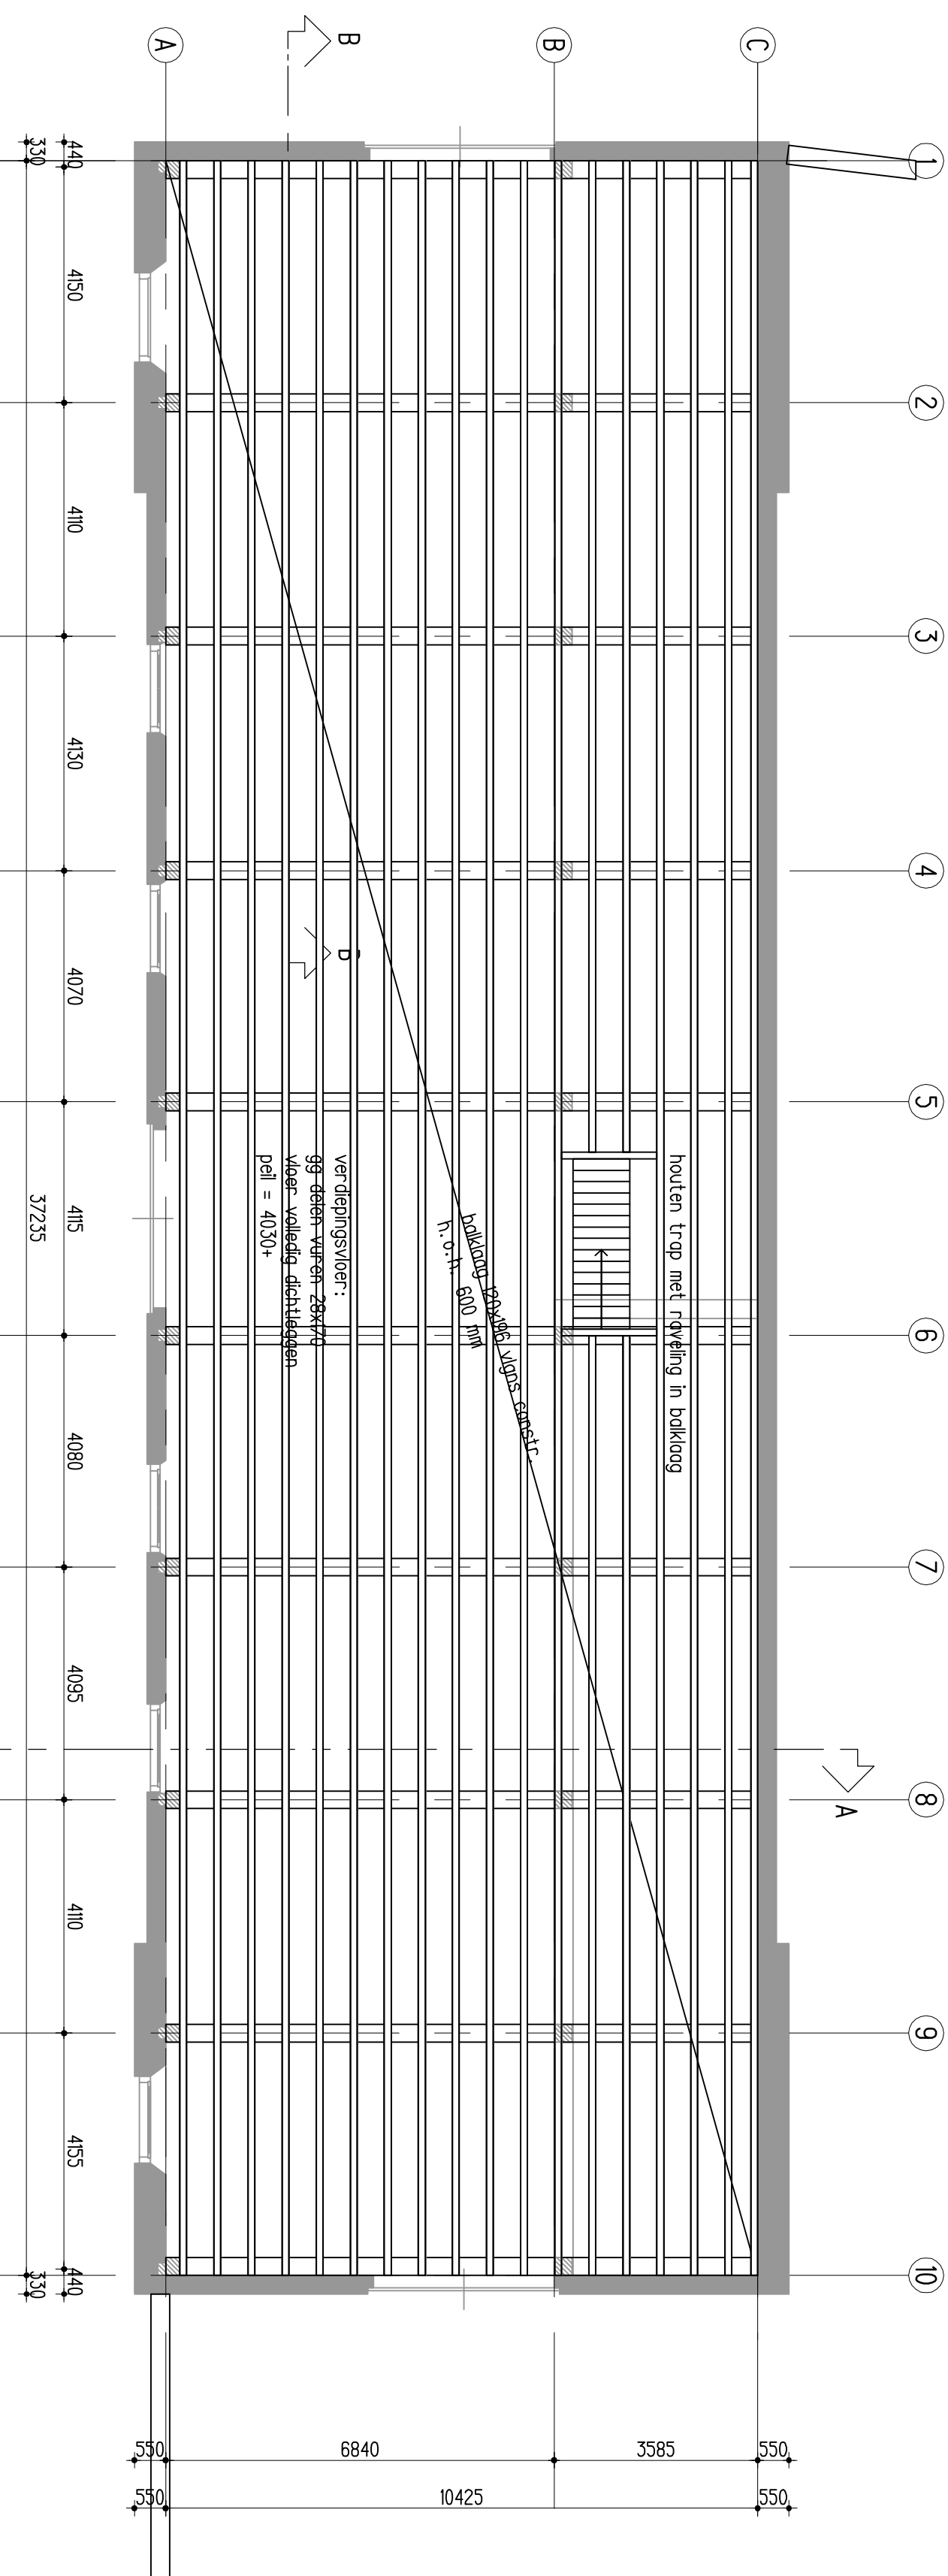 A
B
C
B
1
2
3
4
5
6
7
8
9
10
440
4150
4110
4130
4070
4115
4080
4095
4110
4155
440
330
37235
330
B
A
houten trap met raveling in balklaag
balklaag 120x196 vlgns constr.
h.o.h. 600 mm
verdiepingsvloer:
gg delen vuren 28x170
vloer volledig dichtleggen
peil = 4030+
550
6840
3585
550
550
10425
550